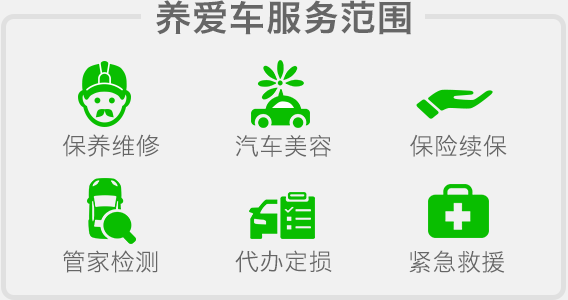 养爱车服务范围
保养维修
汽车美容
保险续保
管家检测
代办定损
紧急救援